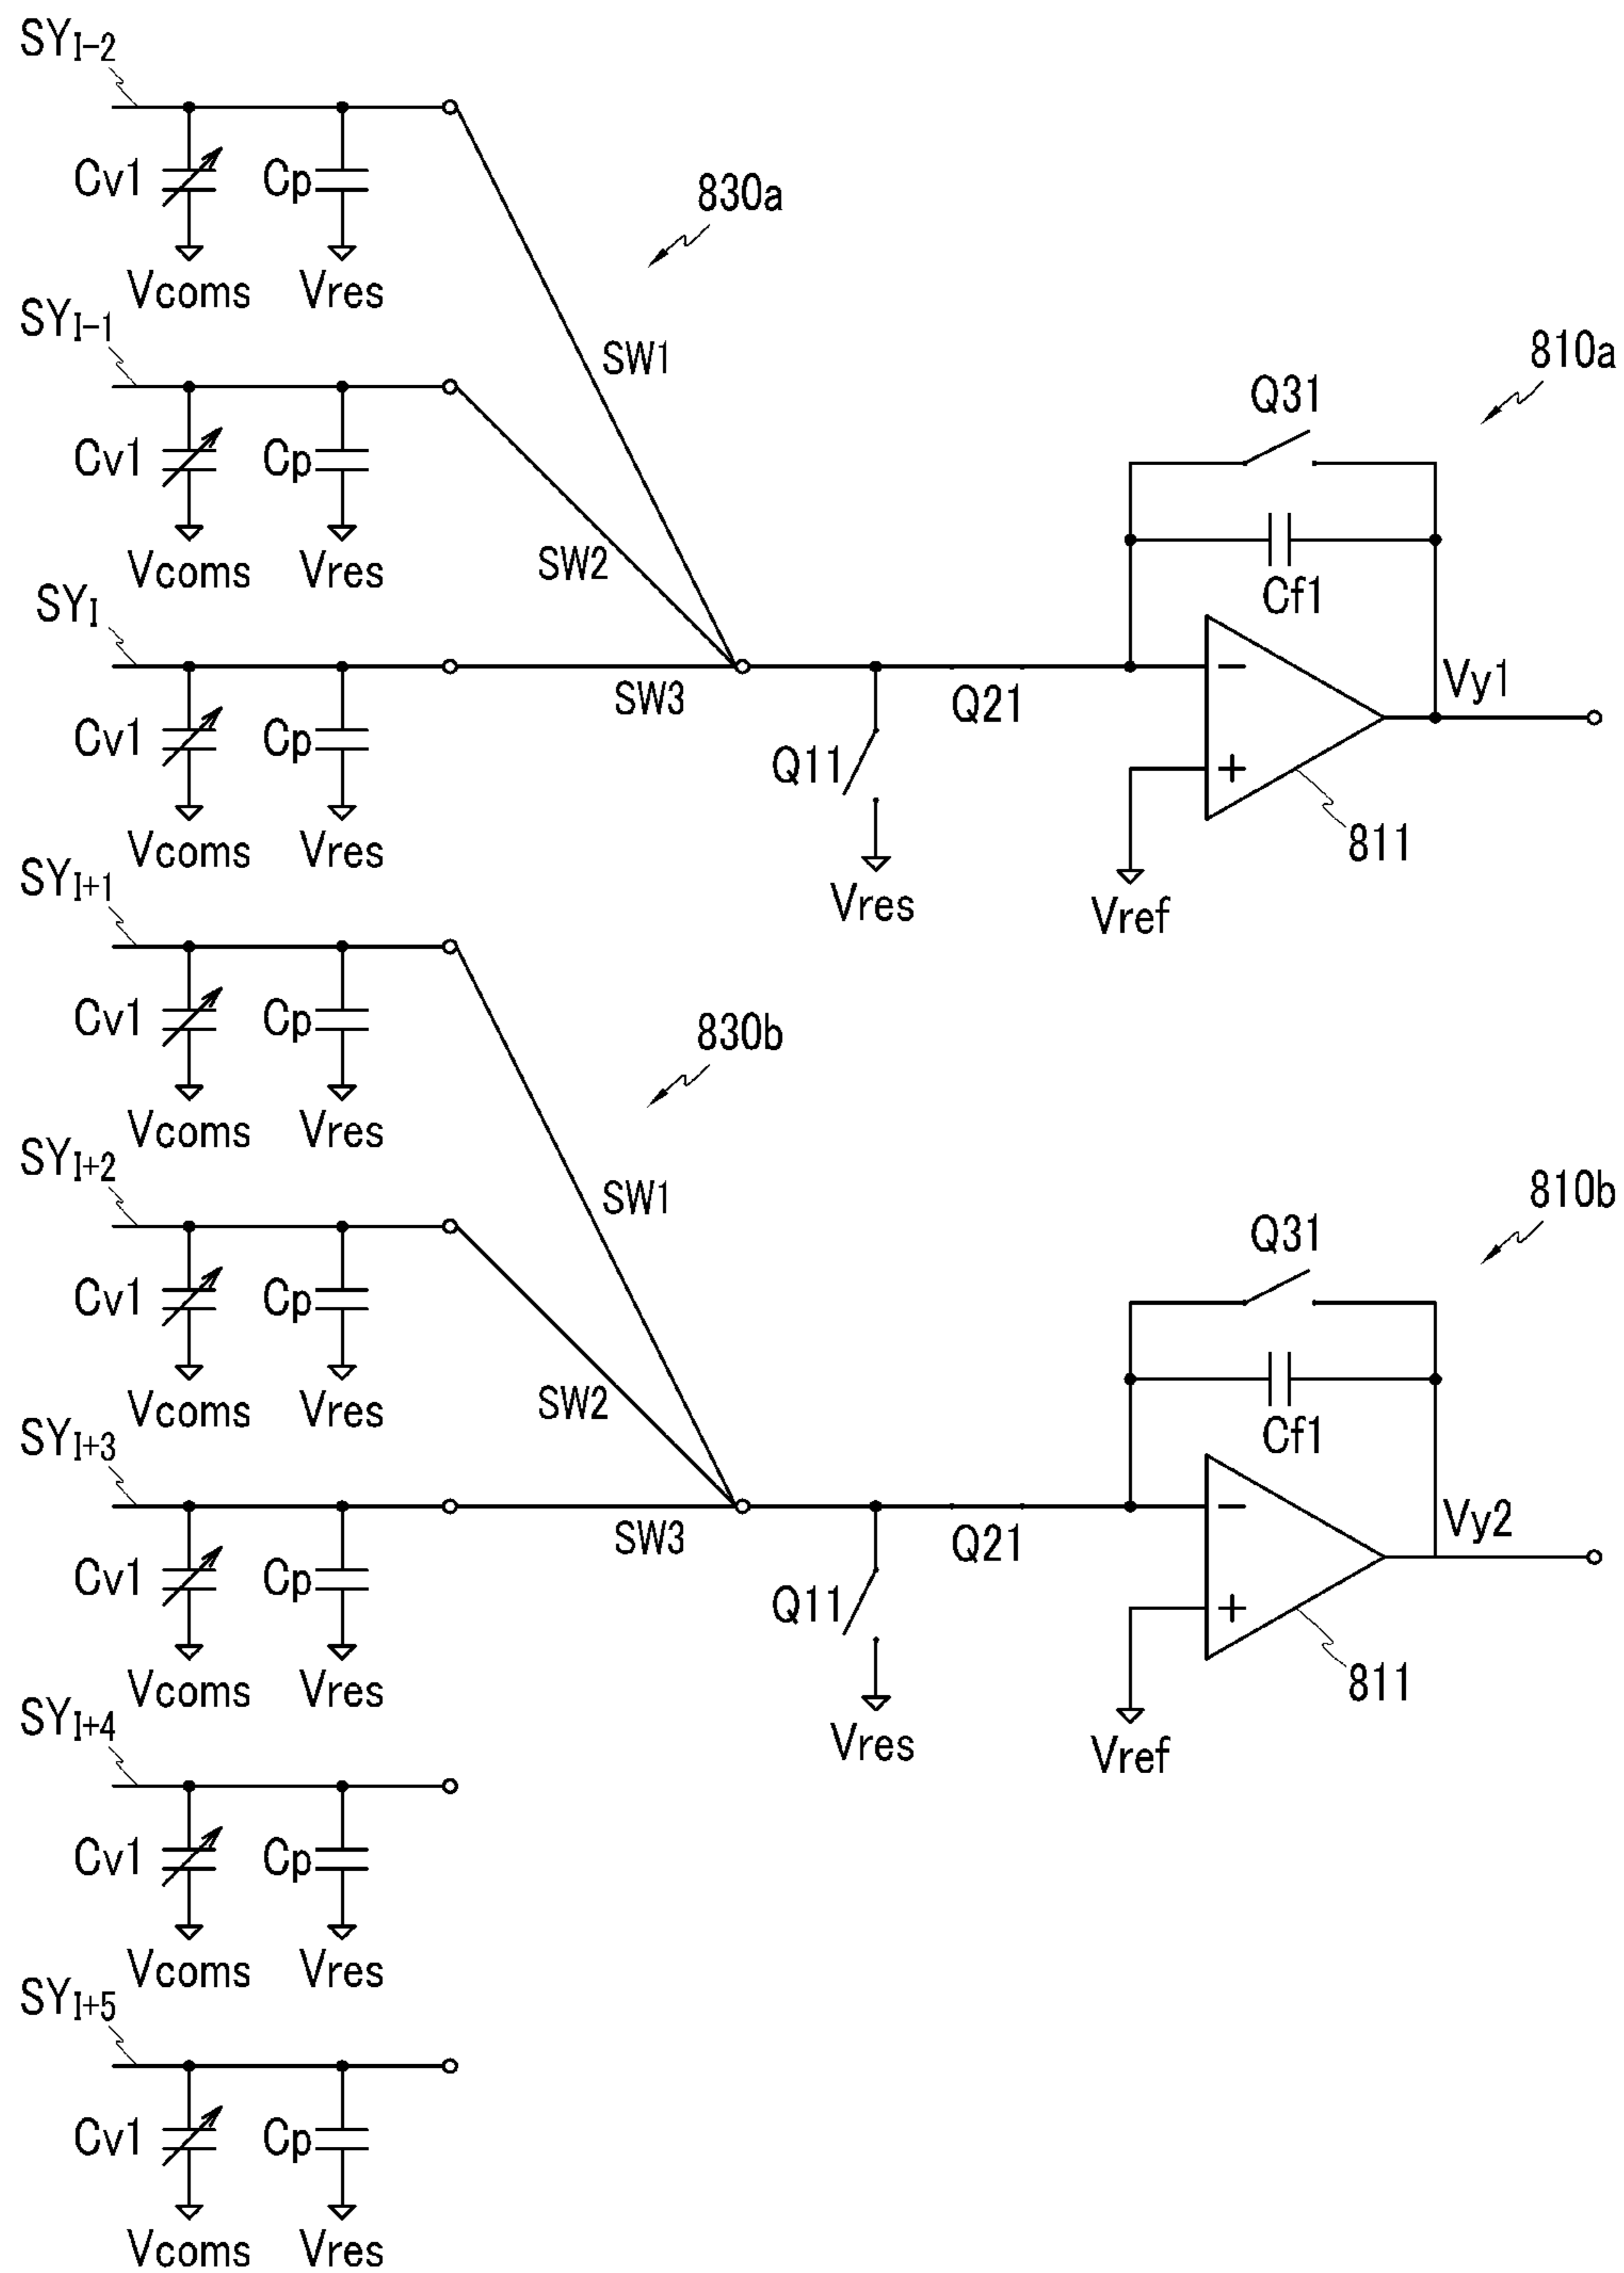 SYI-2
Cv1 Cp
830a
Vcoms Vres
SYI-1
SW1
810a
Q31
Cv1 Cp
SW2
Vcoms Vres
Cf1
SYI
SW3
Q21
Vy1
Cv1 Cp
Q11
811
Vcoms Vres
Vres
Vref
SYI+1
Cv1 Cp
830b
Vcoms Vres
SYI+2
SW1
810b
Q31
Cv1 Cp
SW2
Vcoms Vres
Cf1
SYI+3
SW3
Q21
Vy2
Cv1 Cp
Q11
811
Vcoms Vres
Vres
Vref
SYI+4
Cv1 Cp
Vcoms Vres
SYI+5
Cv1 Cp
Vcoms Vres